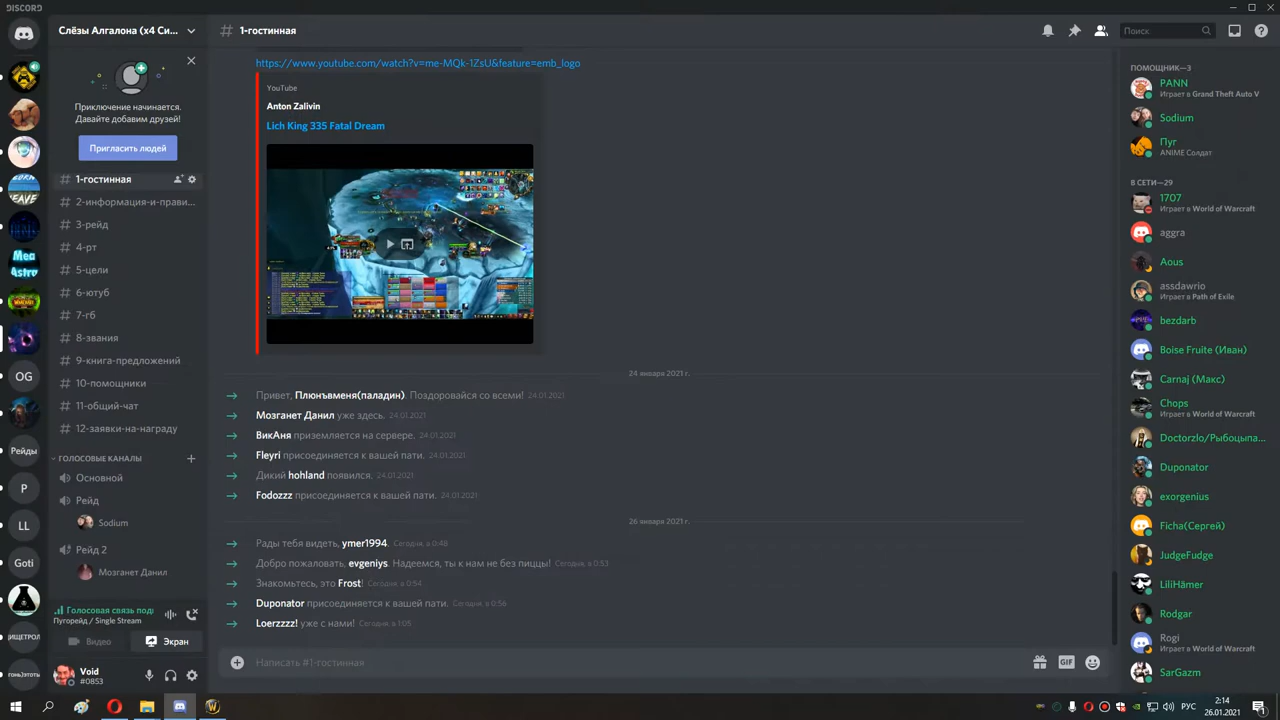 DISCORD
Слёзы Алгалона (x4 Си...
1-гостинная
Поиск
Приключение начинается.
Давайте добавим друзей!
Пригласить людей
1-гостинная
2-информация-и-прави...
3-рейд
4-рт
5-цели
6-ютуб
7-гб
8-звания
9-книга-предложений
10-помощники
11-общий-чат
12-заявки-на-награду
ГОЛОСОВЫЕ КАНАЛЫ
Основной
Рейд
Sodium
Рейд 2
Мозганет Данил
Голосовая связь подк
Пугорейд / Single Stream
Видео
Экран
Void
#0853
Mea
Astro
OG
Рейды
P
LL
Goti
ИЩЕТРОЛ
https://www.youtube.com/watch?v=me-MQk-1ZsU&feature=emb_logo
YouTube
Anton Zalivin
Lich King 335 Fatal Dream
24 января 2021 г.
Привет, Плюнъвменя(паладин). Поздоровайся со всеми! 24.01.2021
Мозганет Данил уже здесь. 24.01.2021
ВикАня приземляется на сервере. 24.01.2021
Fleyri присоединяется к вашей пати. 24.01.2021
Дикий hohland появился. 24.01.2021
Fodozzz присоединяется к вашей пати. 24.01.2021
26 января 2021 г.
Рады тебя видеть, ymer1994. Сегодня, в 0:48
Добро пожаловать, evgeniys. Надеемся, ты к нам не без пиццы! Сегодня, в 0:53
Знакомьтесь, это Frost! Сегодня, в 0:54
Duponator присоединяется к вашей пати. Сегодня, в 0:56
Loerzzzz! уже с нами! Сегодня, в 1:05
Написать #1-гостинная
GIF
ПОМОЩНИК—3
PANN
Играет в Grand Theft Auto V
Sodium
Пуг
ANIME Солдат
В СЕТИ—29
1707
Играет в World of Warcraft
aggra
Aous
assdawrio
Играет в Path of Exile
bezdarb
Boise Fruite (Иван)
Carnaj (Макс)
Chops
Играет в World of Warcraft
Doctorzlo/Рыбоцыпа...
Duponator
exorgenius
Ficha(Сергей)
JudgeFudge
LiliHämer
Rodgar
Rogi
Играет в World of Warcraft
SarGazm
РУС
2:14
26.01.2021